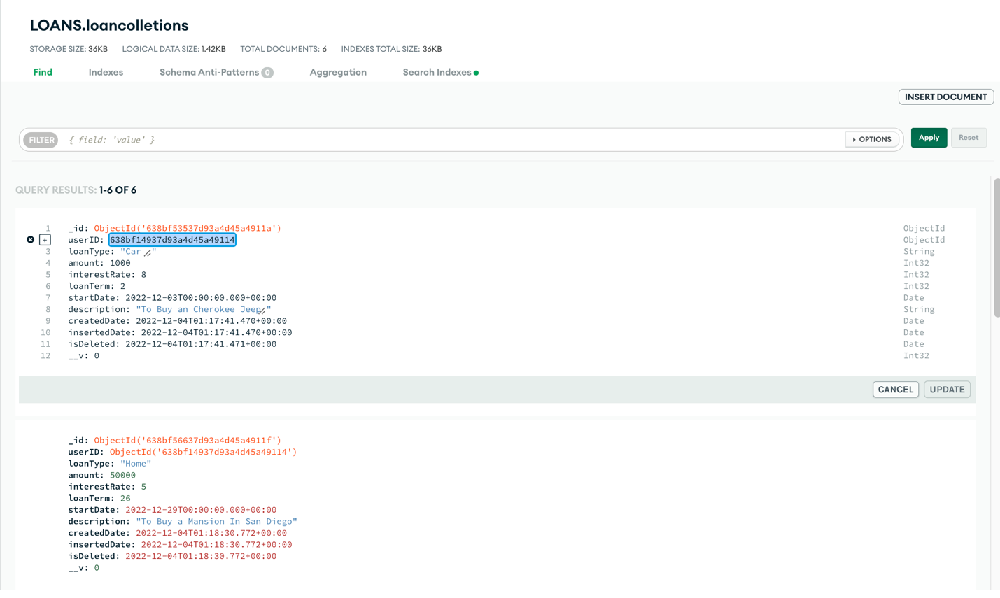 LOANS.loancolletions
STORAGE SIZE: 36KB LOGICAL DATA SIZE: 1.42KB TOTAL DOCUMENTS: 6 INDEXES TOTAL SIZE: 36KB
Find Indexes Schema Anti-Patterns 0 Aggregation Search Indexes
INSERT DOCUMENT
FILTER { field: 'value' } OPTIONS Apply Reset
QUERY RESULTS: 1-6 OF 6
1 _id: ObjectId('638bf53537d93a4d45a4911a') ObjectId
+ userID: 638bf14937d93a4d45a49114 ObjectId
3 loanType: "Car " String
4 amount: 1000 Int32
5 interestRate: 8 Int32
6 loanTerm: 2 Int32
7 startDate: 2022-12-03T00:00:00.000+00:00 Date
8 description: "To Buy an Cherokee Jeep " String
9 createdDate: 2022-12-04T01:17:41.470+00:00 Date
10 insertedDate: 2022-12-04T01:17:41.470+00:00 Date
11 isDeleted: 2022-12-04T01:17:41.471+00:00 Date
12 __v: 0 Int32
CANCEL UPDATE
_id: ObjectId('638bf56637d93a4d45a4911f')
userID: ObjectId('638bf14937d93a4d45a49114')
loanType: "Home"
amount: 50000
interestRate: 5
loanTerm: 26
startDate: 2022-12-29T00:00:00.000+00:00
description: "To Buy a Mansion In San Diego"
createdDate: 2022-12-04T01:18:30.772+00:00
insertedDate: 2022-12-04T01:18:30.772+00:00
isDeleted: 2022-12-04T01:18:30.772+00:00
__v: 0